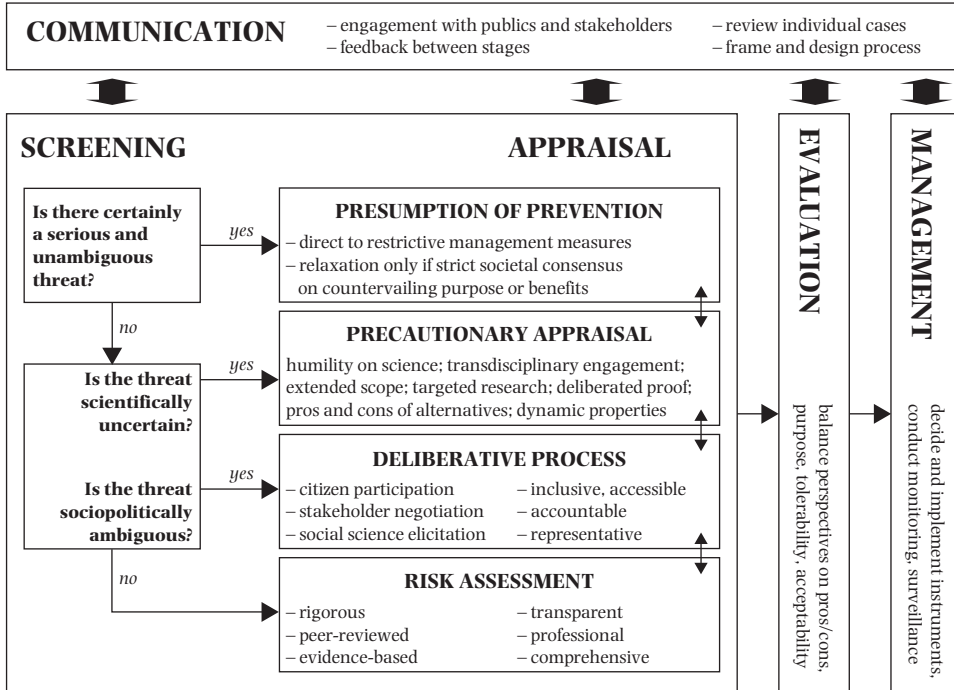 COMMUNICATION
– engagement with publics and stakeholders
– feedback between stages
– review individual cases
– frame and design process
SCREENING
APPRAISAL
Is there certainly
a serious and
unambiguous
threat?
yes
PRESUMPTION OF PREVENTION
– direct to restrictive management measures
– relaxation only if strict societal consensus
on countervailing purpose or benefits
no
Is the threat
scientifically
uncertain?
yes
PRECAUTIONARY APPRAISAL
humility on science; transdisciplinary engagement;
extended scope; targeted research; deliberated proof;
pros and cons of alternatives; dynamic properties
Is the threat
sociopolitically
ambiguous?
yes
DELIBERATIVE PROCESS
– citizen participation
– stakeholder negotiation
– social science elicitation
– inclusive, accessible
– accountable
– representative
no
RISK ASSESSMENT
– rigorous
– peer-reviewed
– evidence-based
– transparent
– professional
– comprehensive
EVALUATION
balance perspectives on pros/cons,
purpose, tolerability, acceptability
MANAGEMENT
decide and implement instruments,
conduct monitoring, surveillance